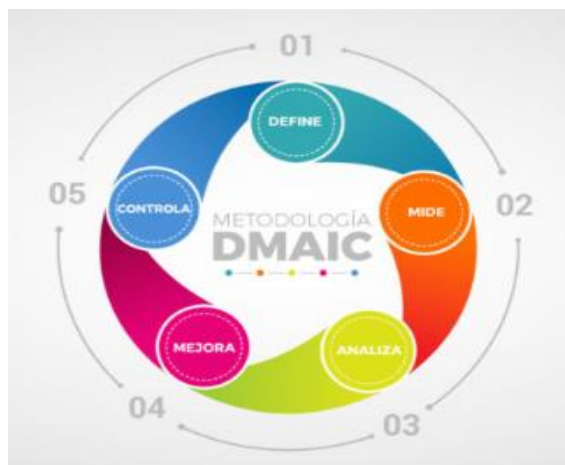 01
DEFINE
02
MIDE
03
ANALIZA
04
MEJORA
05
CONTROLA
METODOLOGÍA
DMAIC